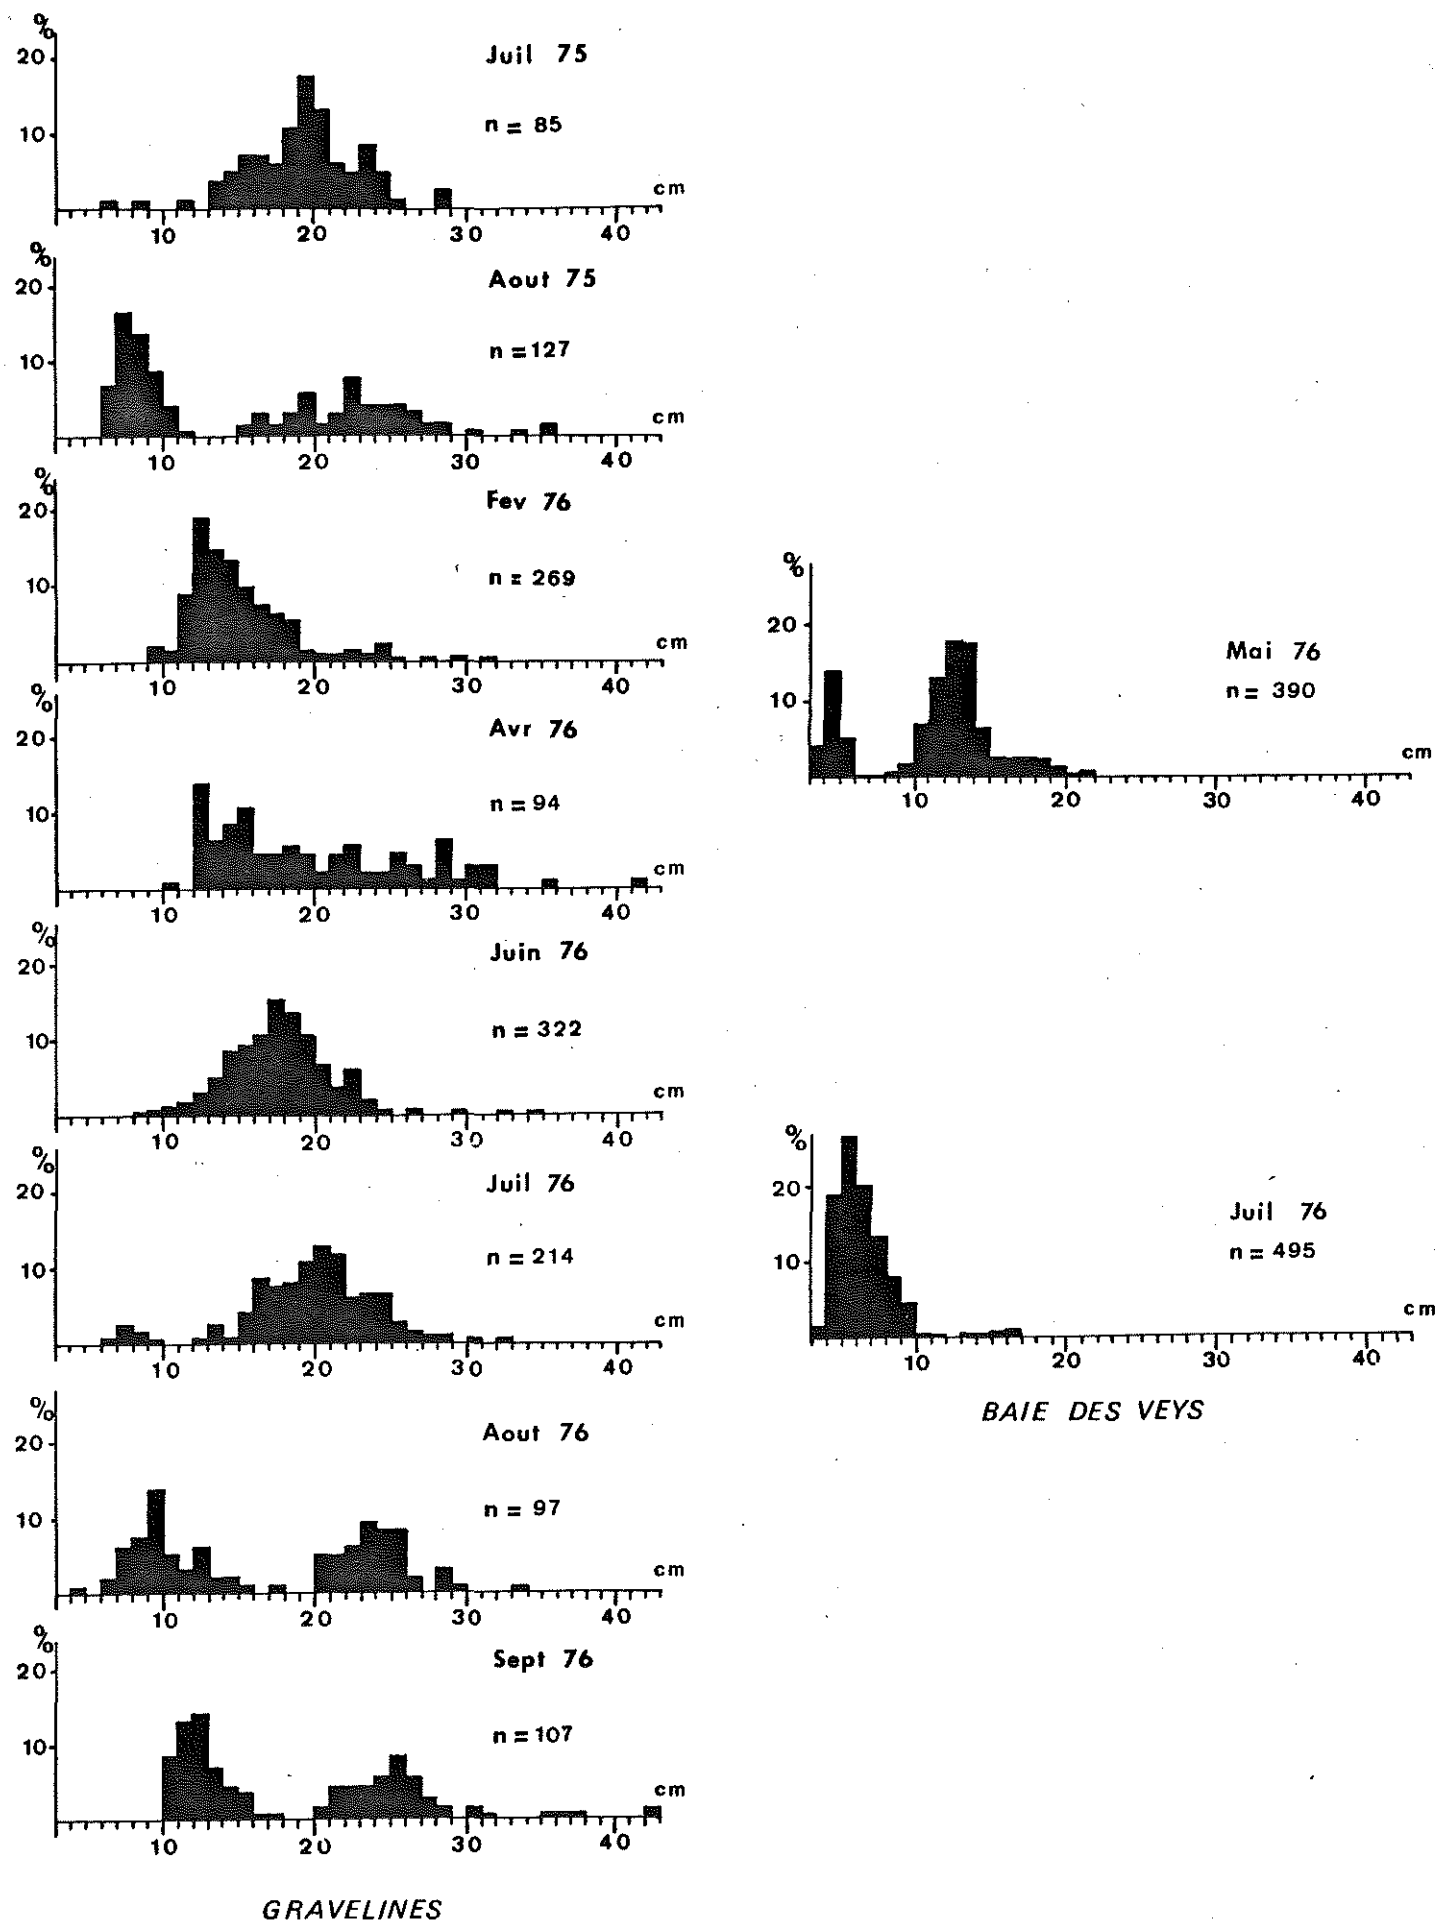 %
20
Juil 75
10
n = 85
cm
10 20 30 40
%
20
Aout 75
10
n = 127
cm
10 20 30 40
%
20
Fev 76
10
n = 269
cm
10 20 30 40
%
20
Avr 76
10
n = 94
cm
10 20 30 40
%
20
Juin 76
10
n = 322
cm
10 20 30 40
%
20
Juil 76
10
n = 214
cm
10 20 30 40
%
20
Aout 76
10
n = 97
cm
10 20 30 40
%
20
Sept 76
10
n = 107
cm
10 20 30 40
GRAVELINES
%
20
Mai 76
n = 390
10
cm
10 20 30 40
%
20
Juil 76
n = 495
10
cm
10 20 30 40
BAIE DES VEYS